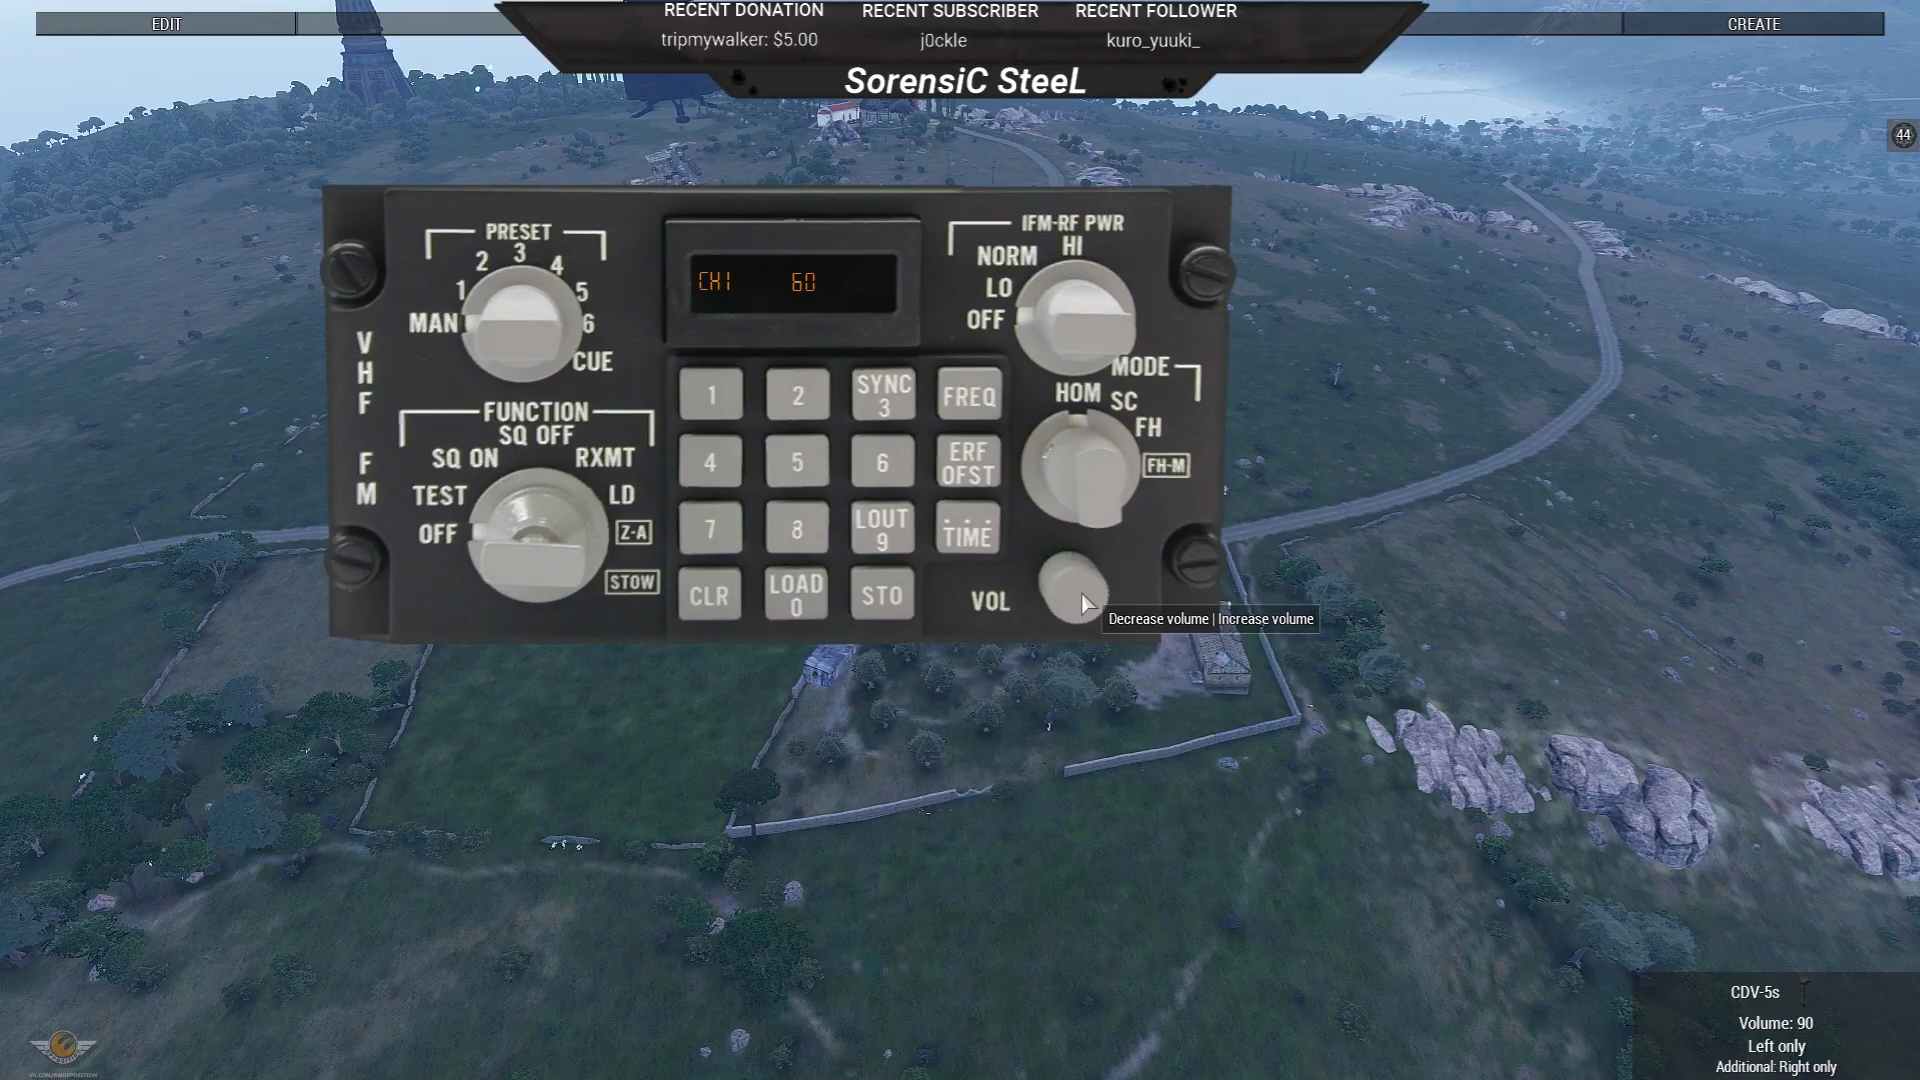 EDIT
CREATE
RECENT DONATION
tripmywalker: $5.00
RECENT SUBSCRIBER
j0ckle
RECENT FOLLOWER
kuro_yuuki_
SorensiC SteeL
44
PRESET
MAN
1
2
3
4
5
6
CUE
VHF FM
FUNCTION
OFF
TEST
SQ ON
SQ OFF
RXMT
LD
Z-A
STOW
CH1 60
1
2
SYNC
3
FREQ
4
5
6
ERF
OFST
7
8
LOUT
9
TIME
CLR
LOAD
0
STO
IFM-RF PWR
OFF
LO
NORM
HI
MODE
HOM
SC
FH
FH-M
VOL
Decrease volume | Increase volume
CDV-5s
Volume: 90
Left only
Additional: Right only